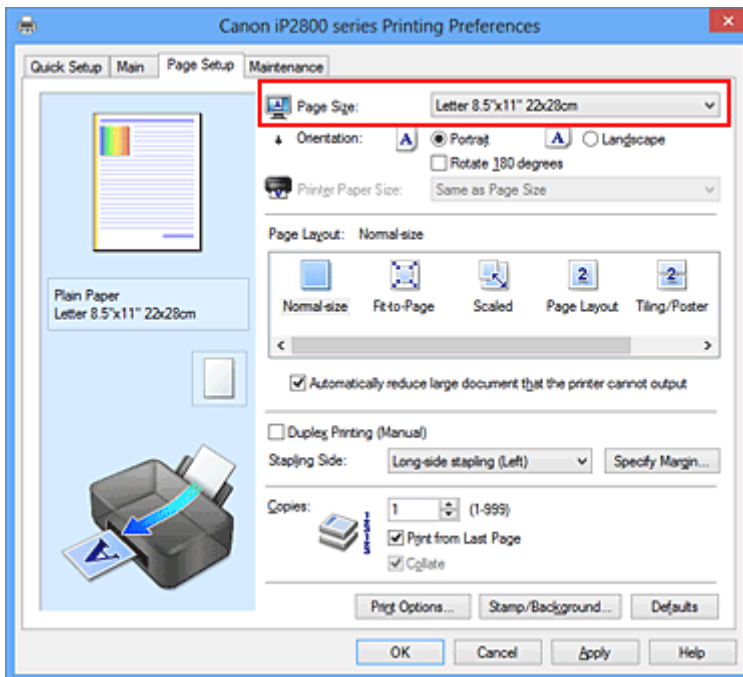 Canon iP2800 series Printing Preferences
Quick Setup Main Page Setup Maintenance
Page Size: Letter 8.5"x11" 22x28cm
Orientation: A Portrait A Landscape
Rotate 180 degrees
Printer Paper Size: Same as Page Size
Page Layout: Normal-size
2 2
Normal-size Fit-to-Page Scaled Page Layout Tiling/Poster
Plain Paper
Letter 8.5"x11" 22x28cm
Automatically reduce large document that the printer cannot output
Duplex Printing (Manual)
Stapling Side: Long-side stapling (Left) Specify Margin...
Copies: 1 (1-999)
Print from Last Page
Collate
A
Print Options... Stamp/Background... Defaults
OK Cancel Apply Help